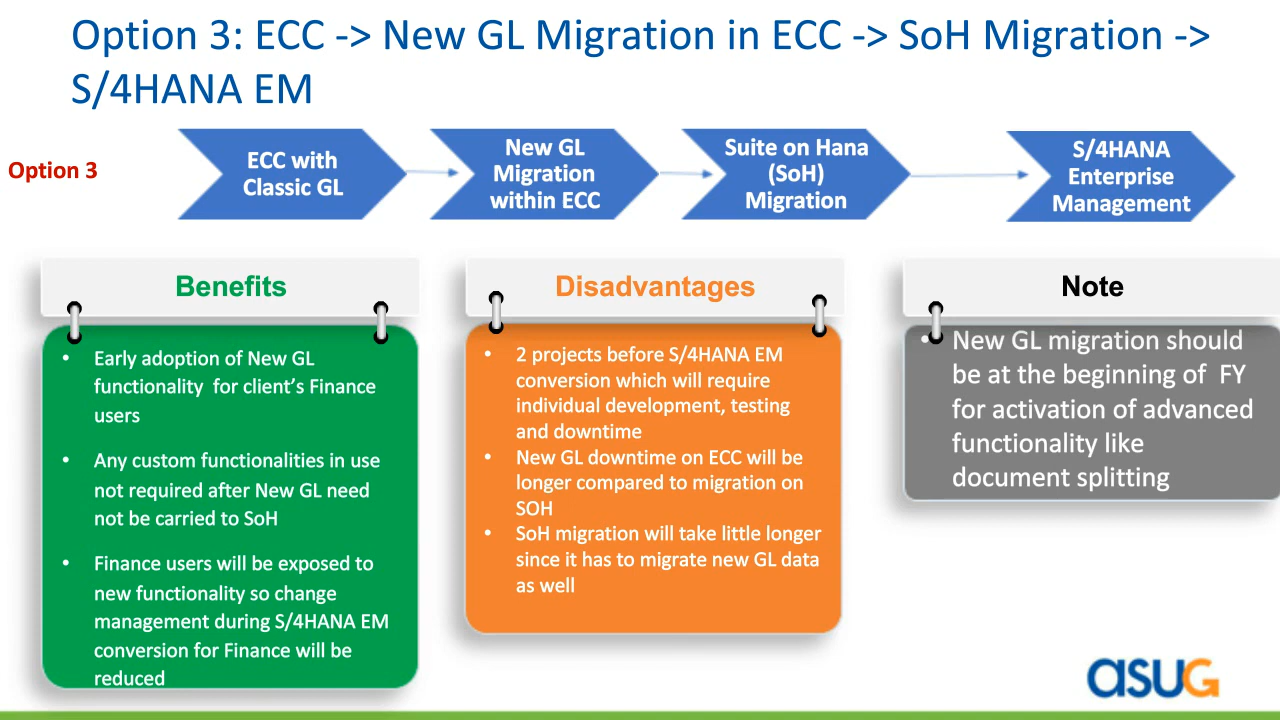 Option 3: ECC -> New GL Migration in ECC -> SoH Migration ->
S/4HANA EM
Option 3
ECC with
Classic GL
New GL
Migration
within ECC
Suite on Hana
(SoH)
Migration
S/4HANA
Enterprise
Management
Benefits
• Early adoption of New GL
functionality for client's Finance
users
• Any custom functionalities in use
not required after New GL need
not be carried to SoH
• Finance users will be exposed to
new functionality so change
management during S/4HANA EM
conversion for Finance will be
reduced
Disadvantages
• 2 projects before S/4HANA EM
conversion which will require
individual development, testing
and downtime
• New GL downtime on ECC will be
longer compared to migration on
SOH
• SoH migration will take little longer
since it has to migrate new GL data
as well
Note
• New GL migration should
be at the beginning of FY
for activation of advanced
functionality like
document splitting
asuG